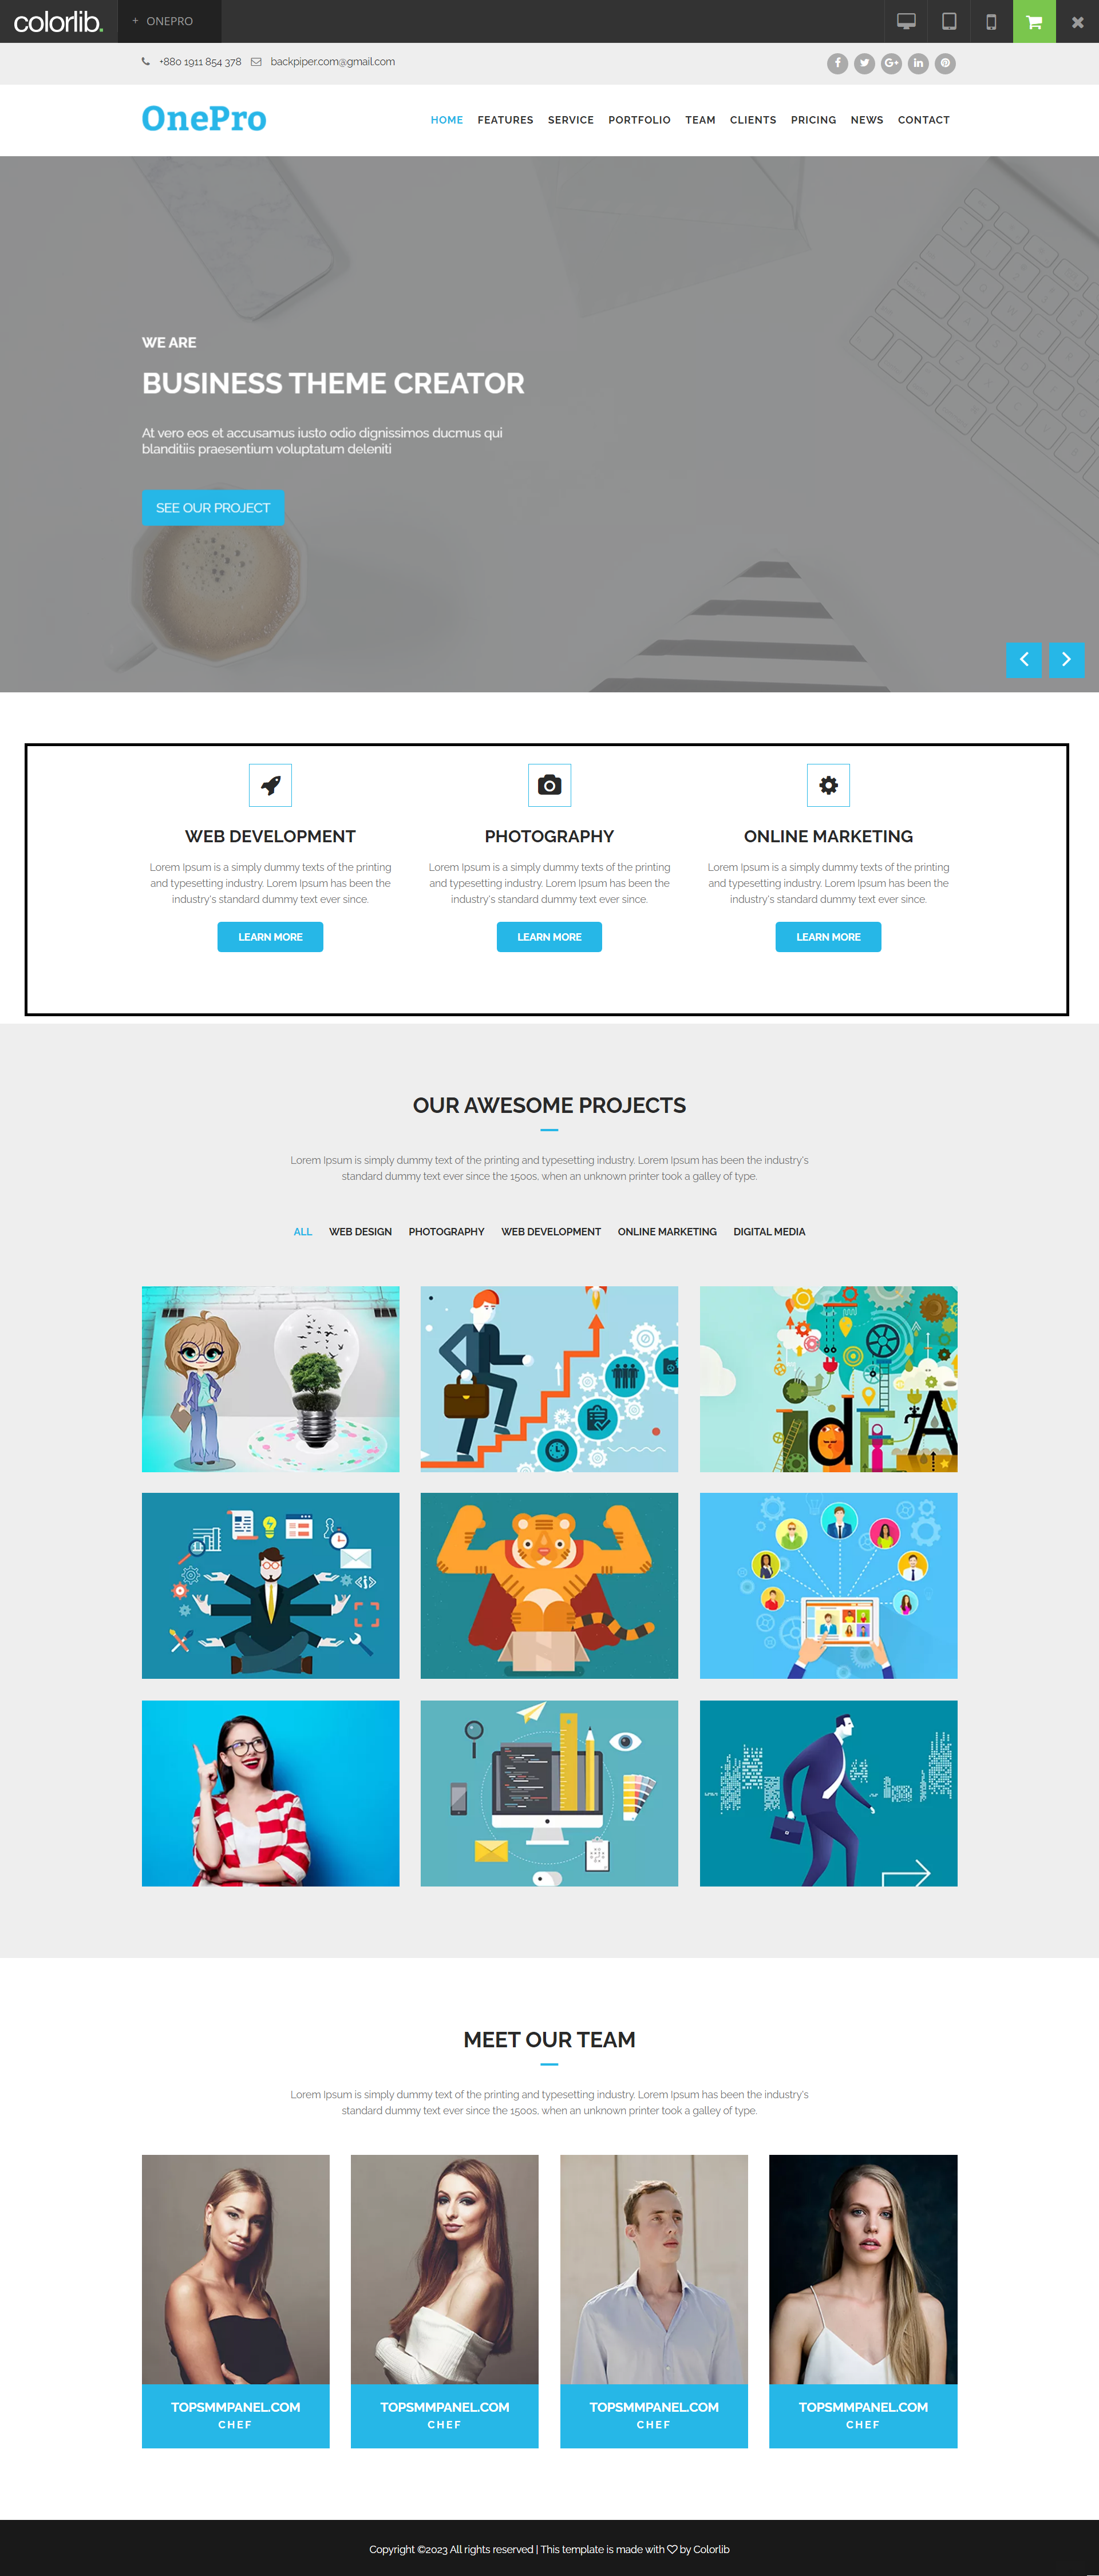 colorlib.
+ ONEPRO
+880 1911 854 378 backpiper.com@gmail.com
OnePro
HOME FEATURES SERVICE PORTFOLIO TEAM CLIENTS PRICING NEWS CONTACT
WE ARE
BUSINESS THEME CREATOR
At vero eos et accusamus iusto odio dignissimos ducmus qui
blanditiis praesentium voluptatum deleniti
SEE OUR PROJECT
WEB DEVELOPMENT
Lorem Ipsum is a simply dummy texts of the printing
and typesetting industry. Lorem Ipsum has been the
industry's standard dummy text ever since.
LEARN MORE
PHOTOGRAPHY
Lorem Ipsum is a simply dummy texts of the printing
and typesetting industry. Lorem Ipsum has been the
industry's standard dummy text ever since.
LEARN MORE
ONLINE MARKETING
Lorem Ipsum is a simply dummy texts of the printing
and typesetting industry. Lorem Ipsum has been the
industry's standard dummy text ever since.
LEARN MORE
OUR AWESOME PROJECTS
Lorem Ipsum is simply dummy text of the printing and typesetting industry. Lorem Ipsum has been the industry's
standard dummy text ever since the 1500s, when an unknown printer took a galley of type.
ALL WEB DESIGN PHOTOGRAPHY WEB DEVELOPMENT ONLINE MARKETING DIGITAL MEDIA
MEET OUR TEAM
Lorem Ipsum is simply dummy text of the printing and typesetting industry. Lorem Ipsum has been the industry's
standard dummy text ever since the 1500s, when an unknown printer took a galley of type.
TOPSMMPANEL.COM
CHEF
TOPSMMPANEL.COM
CHEF
TOPSMMPANEL.COM
CHEF
TOPSMMPANEL.COM
CHEF
Copyright ©2023 All rights reserved | This template is made with by Colorlib